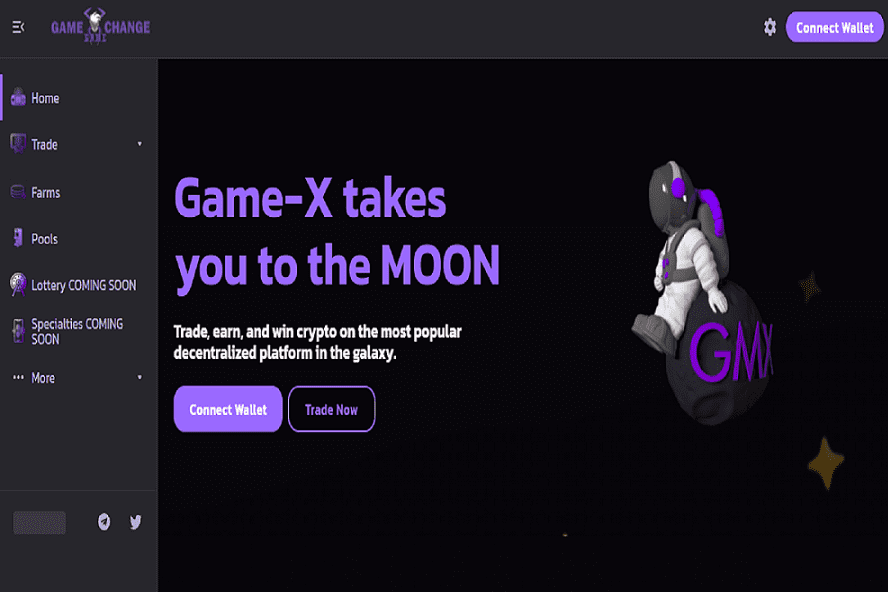 GAME CHANGE
GAME
Connect Wallet
Home
Trade
Farms
Pools
Lottery COMING SOON
Specialties COMING
SOON
More
Game-X takes
you to the MOON
Trade, earn, and win crypto on the most popular
decentralized platform in the galaxy.
Connect Wallet
Trade Now
GMX